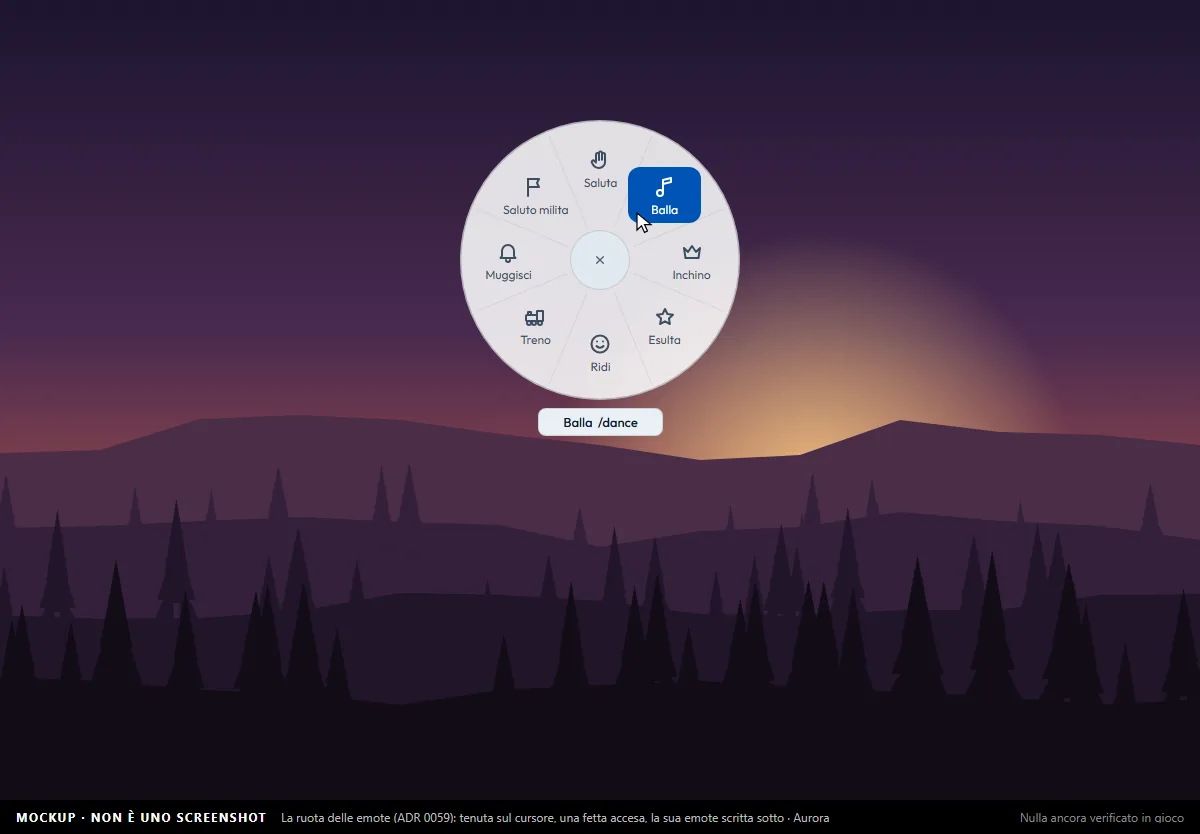 Saluta
Saluto milita
Balla
Muggisci
Inchino
Treno
Esulta
Ridi
Balla /dance
MOCKUP · NON È UNO SCREENSHOT La ruota delle emote (ADR 0059): tenuta sul cursore, una fetta accesa, la sua emote scritta sotto · Aurora Nulla ancora verificato in gioco